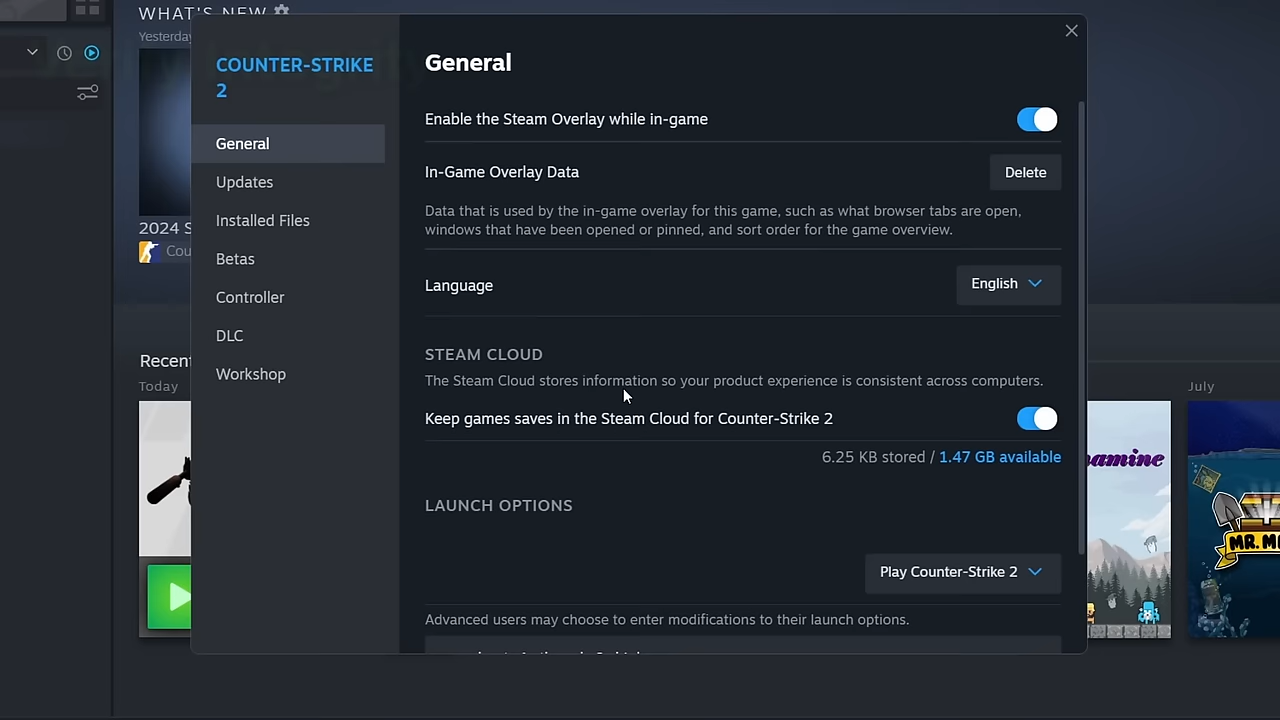 WHAT'S NEW
Yesterday
2024 S
Cou
Recent
Today
COUNTER-STRIKE
2
General
Updates
Installed Files
Betas
Controller
DLC
Workshop
General
Enable the Steam Overlay while in-game
In-Game Overlay Data
Delete
Data that is used by the in-game overlay for this game, such as what browser tabs are open,
windows that have been opened or pinned, and sort order for the game overview.
Language
English
STEAM CLOUD
The Steam Cloud stores information so your product experience is consistent across computers.
Keep games saves in the Steam Cloud for Counter-Strike 2
6.25 KB stored / 1.47 GB available
LAUNCH OPTIONS
Play Counter-Strike 2
Advanced users may choose to enter modifications to their launch options.
July
MR. M